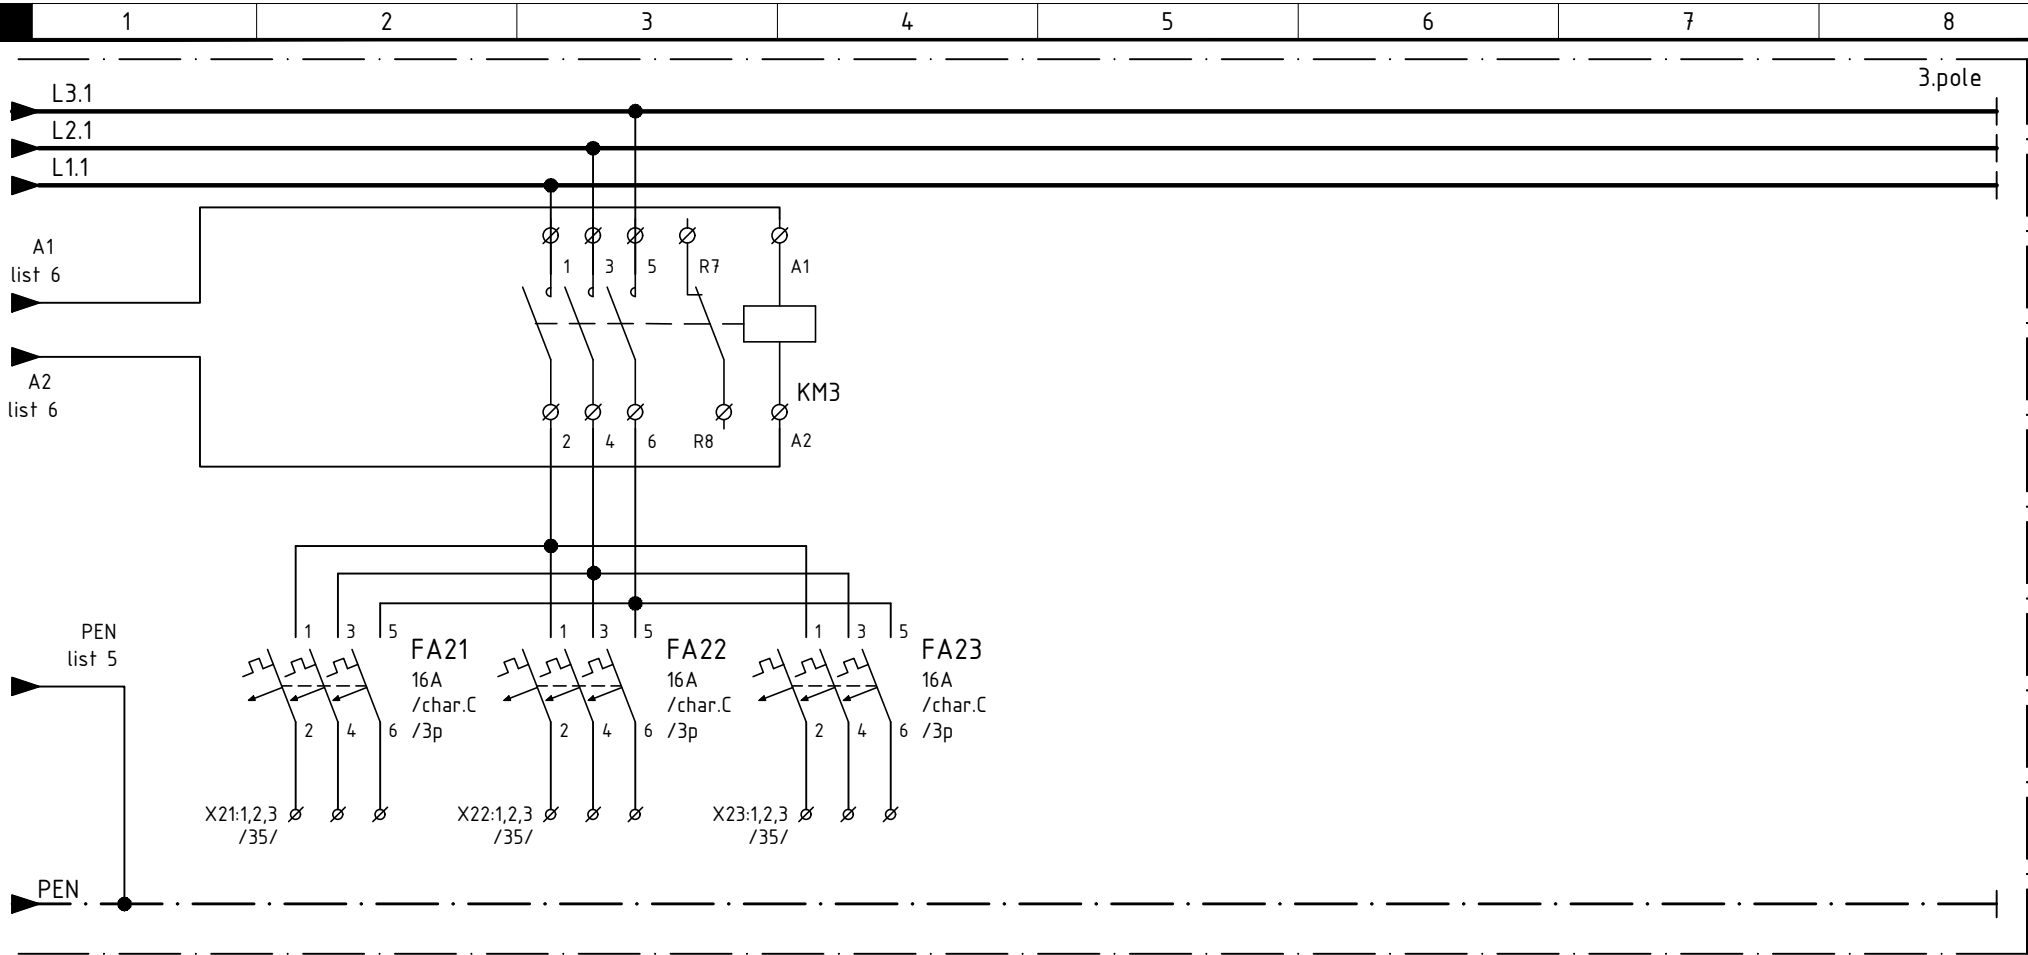 1 2 3 4 5 6 7 8
3.pole
L3.1
L2.1
L1.1
A1
list 6
1 3 5 R7 A1
A2
list 6
KM3
2 4 6 R8 A2
PEN
list 5
1 3 5
FA21
16A
/char.C
/3p
2 4 6
1 3 5
FA22
16A
/char.C
/3p
2 4 6
1 3 5
FA23
16A
/char.C
/3p
2 4 6
X21:1,2,3
/35/
X22:1,2,3
/35/
X23:1,2,3
/35/
PEN